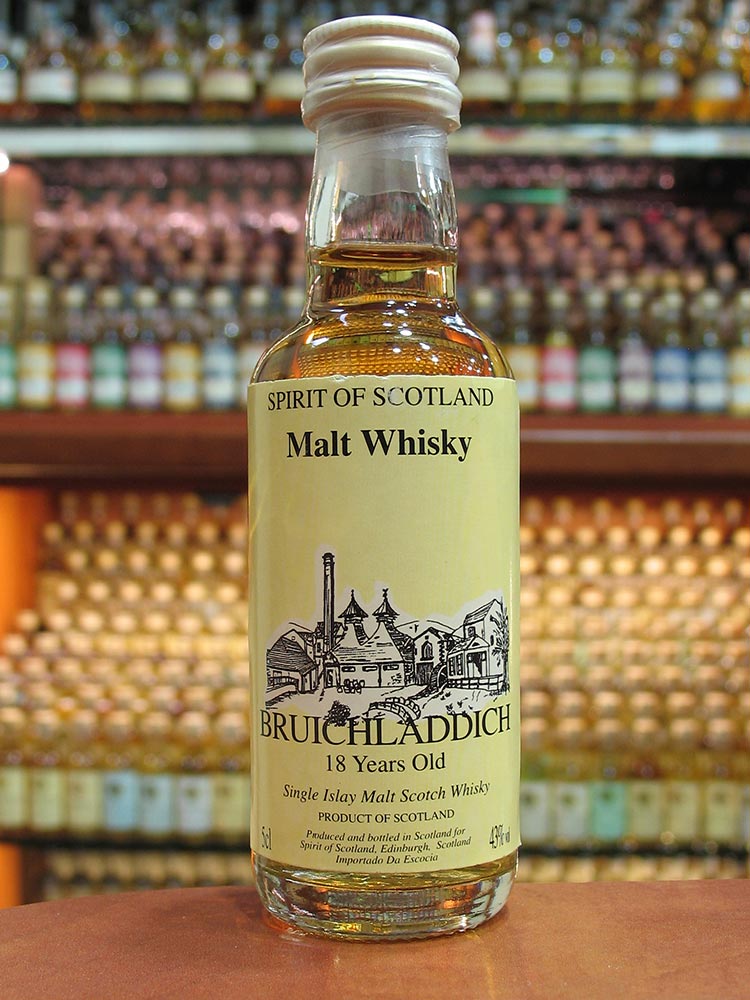 SPIRIT OF SCOTLAND
Malt Whisky
BRUICHLADDICH
18 Years Old
Single Islay Malt Scotch Whisky
PRODUCT OF SCOTLAND
5cl
Produced and bottled in Scotland for
Spirit of Scotland, Edinburgh, Scotland
Importado Da Escocia
43% vol